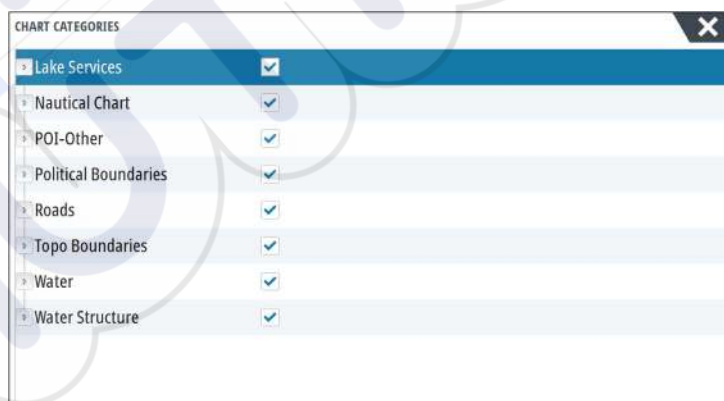 CHART CATEGORIES
Lake Services
Nautical Chart
POI-Other
Political Boundaries
Roads
Topo Boundaries
Water
Water Structure